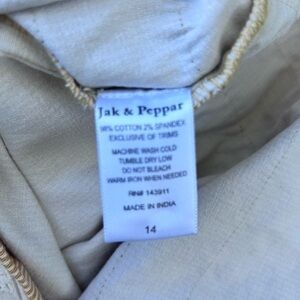 Jak & Peppar
98% COTTON 2% SPANDEX
EXCLUSIVE OF TRIMS
MACHINE WASH COLD
TUMBLE DRY LOW
DO NOT BLEACH
WARM IRON WHEN NEEDED
RN# 143911
MADE IN INDIA
14